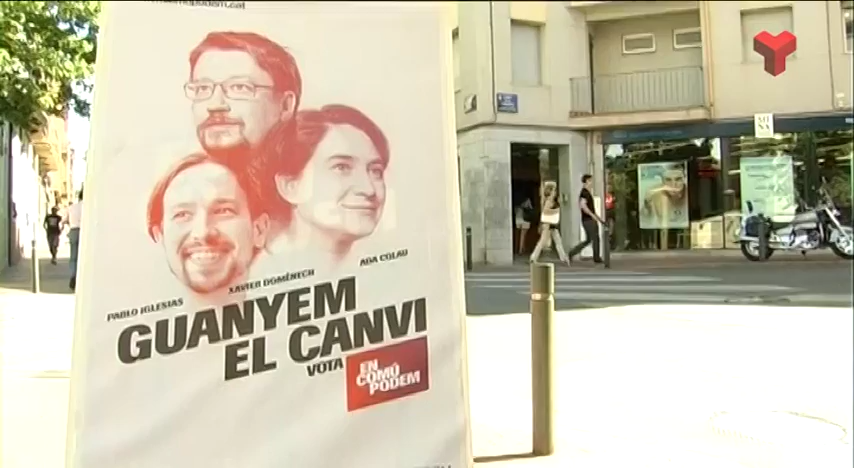 PABLO IGLESIAS
XAVIER DOMÈNECH
ADA COLAU
GUANYEM
EL CANVI
VOTA
EN
COMÚ
PODEM